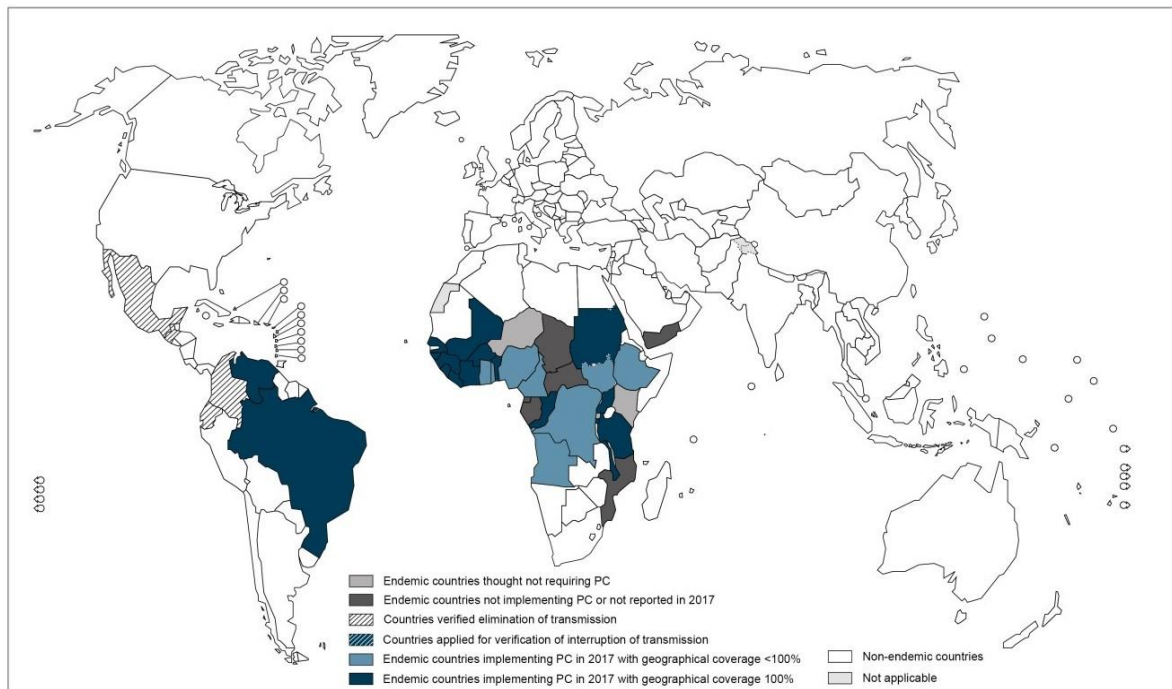 Endemic countries thought not requiring PC
Endemic countries not implementing PC or not reported in 2017
Countries verified elimination of transmission
Countries applied for verification of interruption of transmission
Endemic countries implementing PC in 2017 with geographical coverage <100%
Endemic countries implementing PC in 2017 with geographical coverage 100%
Non-endemic countries
Not applicable